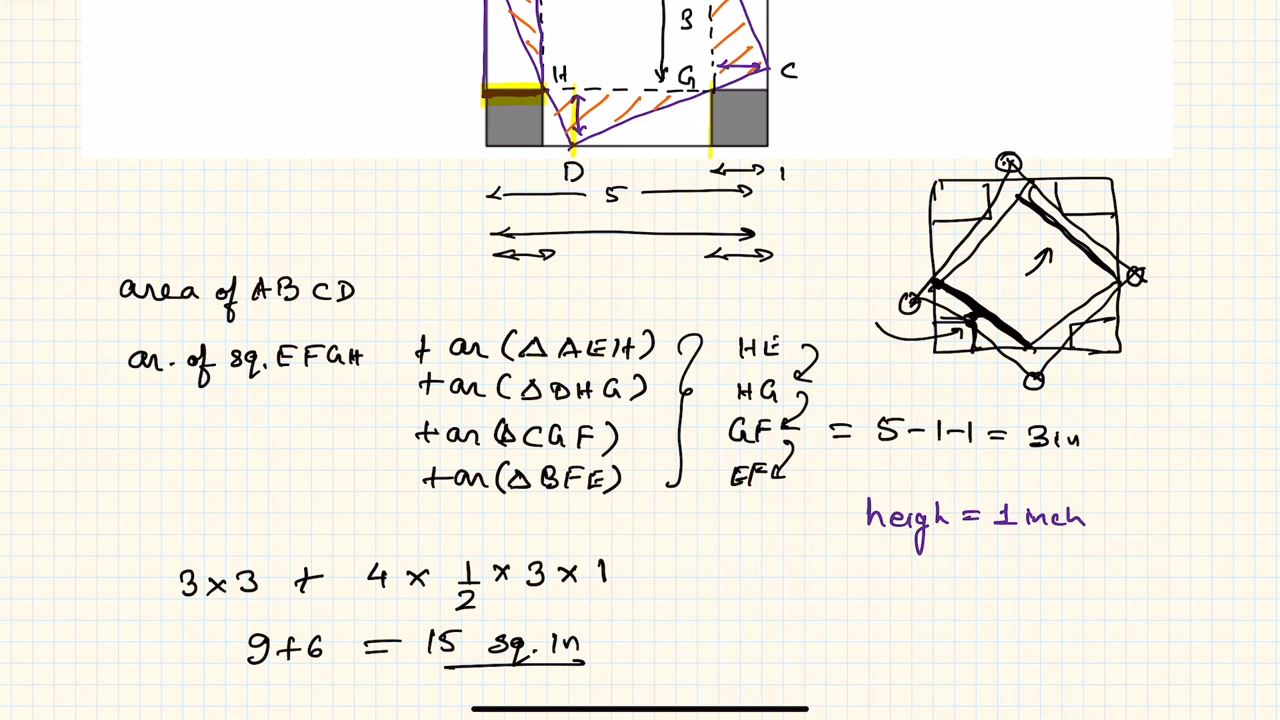 3
H
G
C
D
1
5
area of ABCD
ar. of sq. EFGH + ar(△AEH) HE
+ ar(△DHG) HG
+ ar(△CGF) GF = 5-1-1 = 3in
+ ar(△BFE) EF
heigh = 1 inch
3×3 + 4 × 1/2 × 3 × 1
9+6 = 15 sq. in